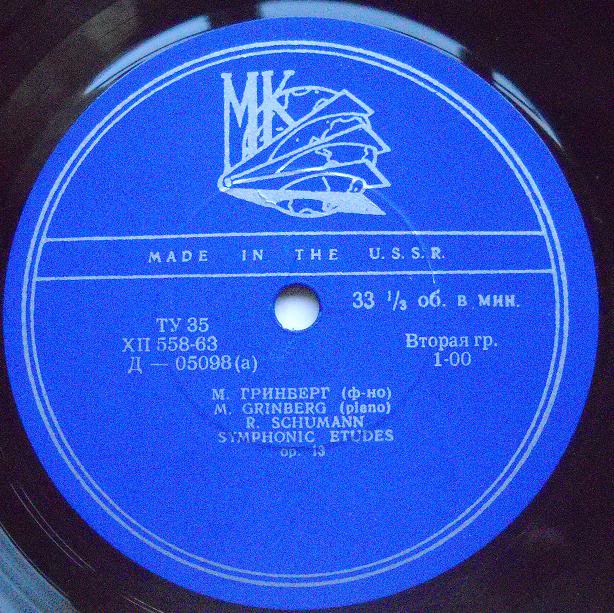 МК
MADE IN THE U.S.S.R.
33 1/3 об. в мин.
ТУ 35
ХП 558-63
Д — 05098(а)
Вторая гр.
1-00
М. ГРИНБЕРГ (ф-но)
M. GRINBERG (piano)
R. SCHUMANN
SYMPHONIC ETUDES
op. 13